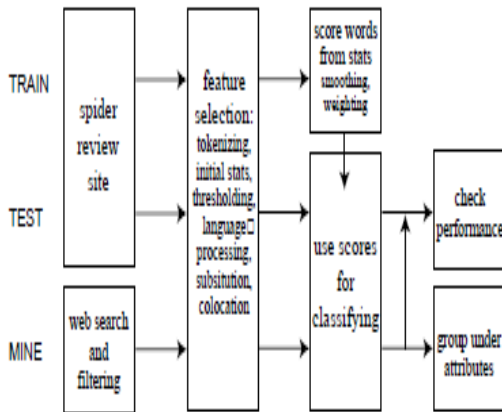 TRAIN
TEST
MINE
spider
review
site
web search
and
filtering
feature
selection:
tokenizing,
initial stats,
thresholding,
language□
processing,
subsitution,
colocation
score words
from stats
smoothing,
weighting
use scores
for
classifying
check
performance
group under
attributes